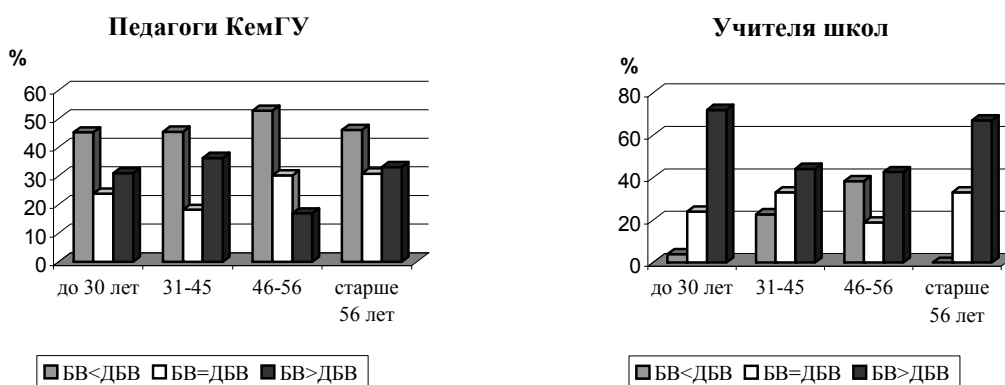 Педагоги КемГУ
%
60
50
40
30
20
10
0
до 30 лет 31-45 46-56 старше
56 лет
БВ<ДБВ БВ=ДБВ БВ>ДБВ
Учителя школ
%
80
60
40
20
0
до 30 лет 31-45 46-56 старше
56 лет
БВ<ДБВ БВ=ДБВ БВ>ДБВ